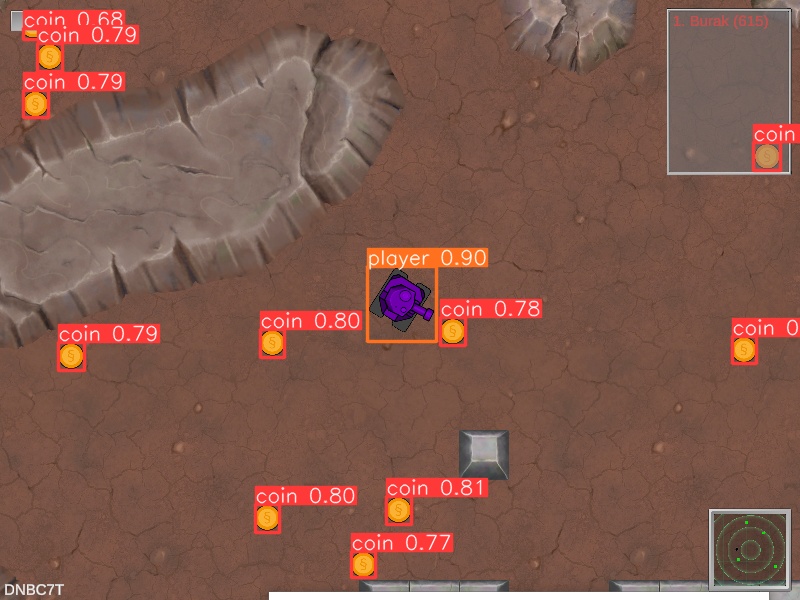 coin 0.68
coin 0.79
coin 0.79
1. Burak (615)
coin
player 0.90
coin 0.78
coin 0.80
coin 0.79
coin 0
coin 0.81
coin 0.80
coin 0.77
DNBC7T